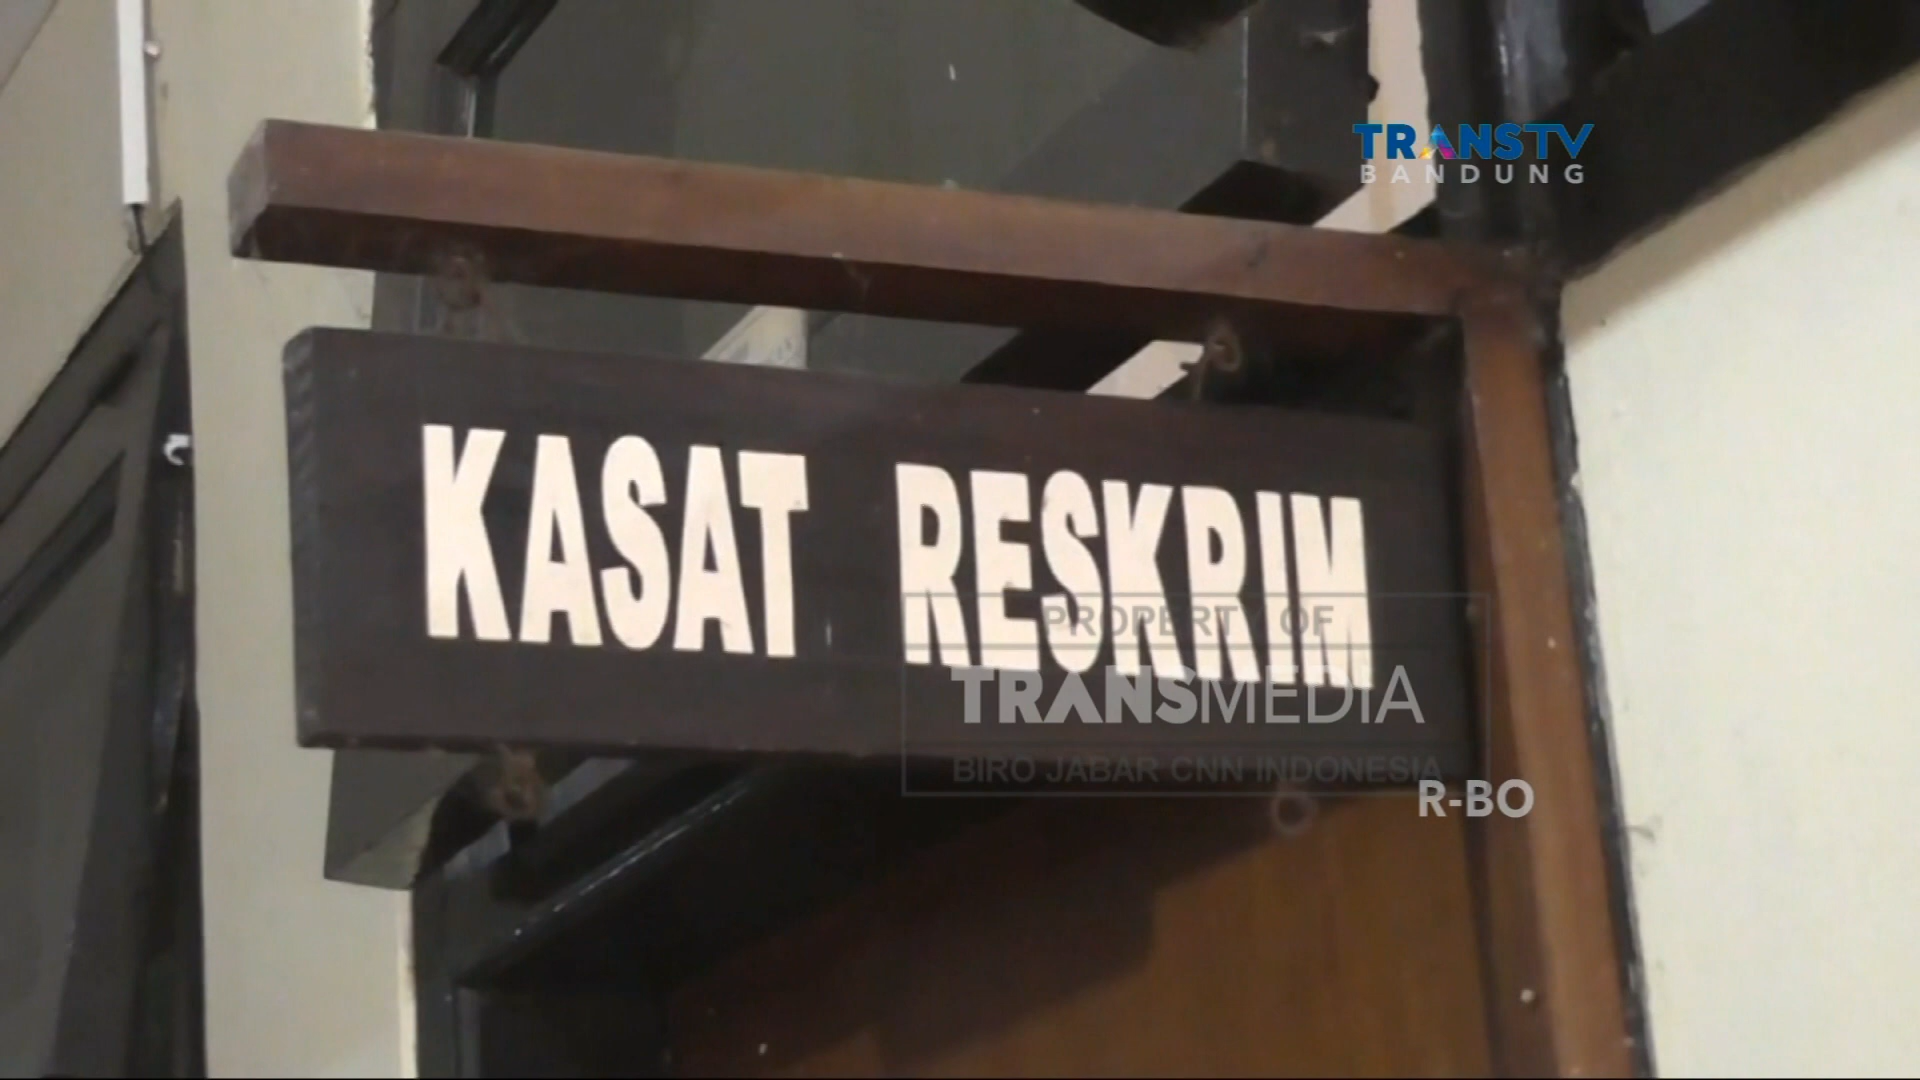 TRANSTV
BANDUNG
KASAT RESKRIM
PROPERTY OF
TRANSMEDIA
BIRO JABAR CNN INDONESIA
R-BO